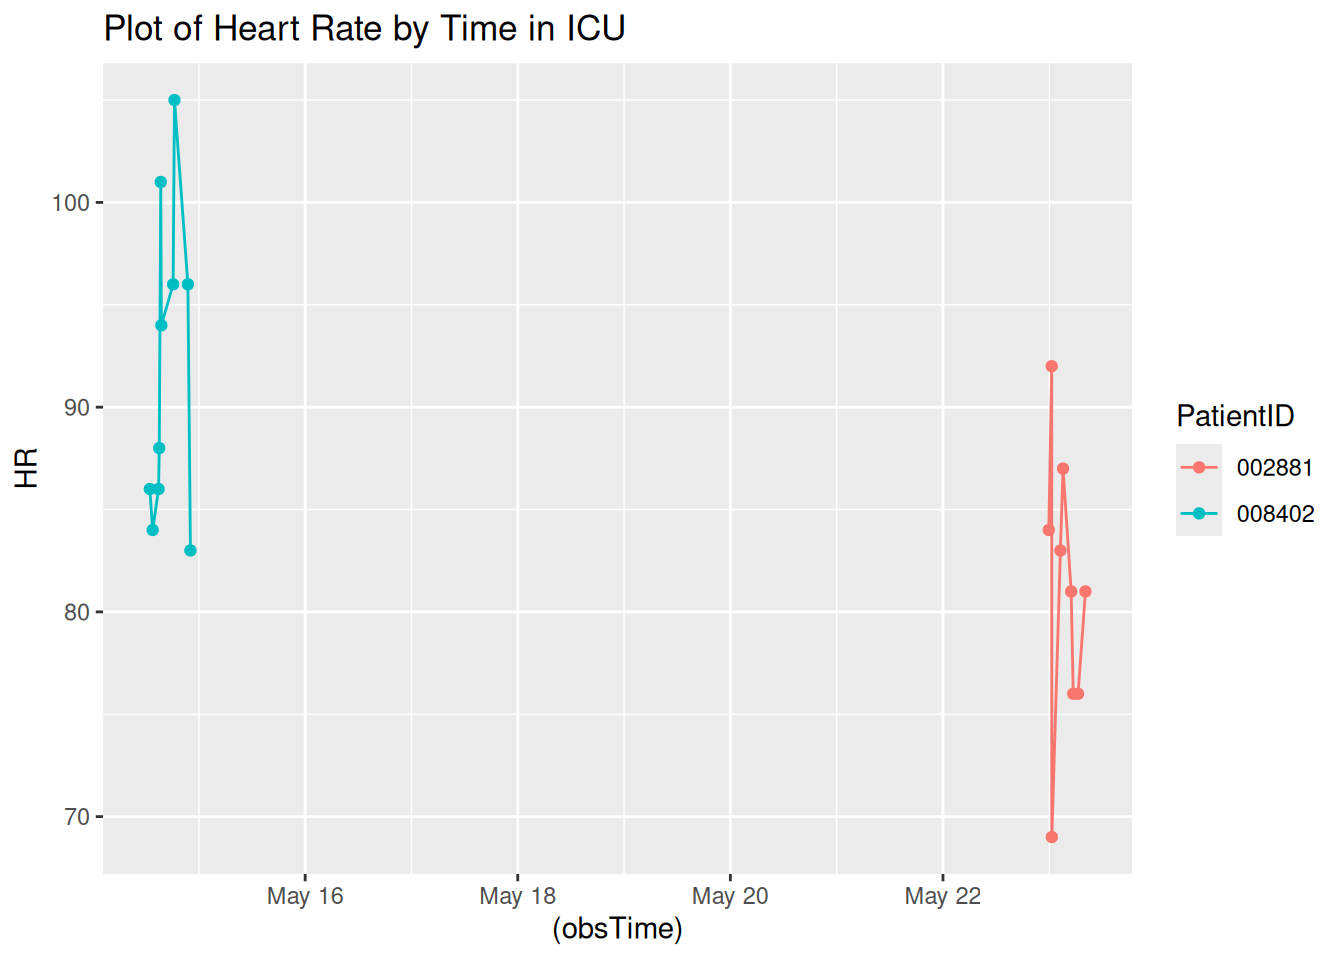 Plot of Heart Rate by Time in ICU
100
90
80
70
HR
May 16
May 18
May 20
May 22
(obsTime)
PatientID
002881
008402